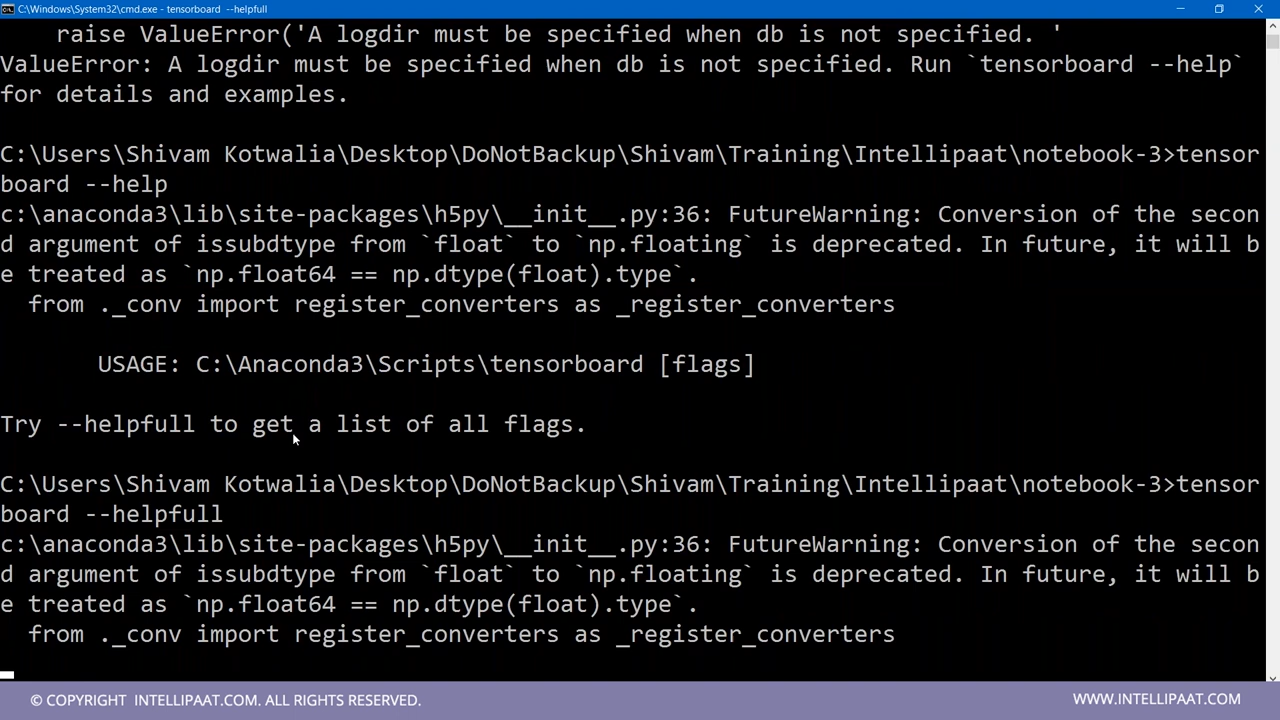 C:\Windows\System32\cmd.exe - tensorboard  --helpfull
    raise ValueError('A logdir must be specified when db is not specified. '
ValueError: A logdir must be specified when db is not specified. Run `tensorboard --help`
for details and examples.
C:\Users\Shivam Kotwalia\Desktop\DoNotBackup\Shivam\Training\Intellipaat\notebook-3>tensor
board --help
c:\anaconda3\lib\site-packages\h5py\__init__.py:36: FutureWarning: Conversion of the secon
d argument of issubdtype from `float` to `np.floating` is deprecated. In future, it will b
e treated as `np.float64 == np.dtype(float).type`.
  from ._conv import register_converters as _register_converters
       USAGE: C:\Anaconda3\Scripts\tensorboard [flags]
Try --helpfull to get a list of all flags.
C:\Users\Shivam Kotwalia\Desktop\DoNotBackup\Shivam\Training\Intellipaat\notebook-3>tensor
board --helpfull
c:\anaconda3\lib\site-packages\h5py\__init__.py:36: FutureWarning: Conversion of the secon
d argument of issubdtype from `float` to `np.floating` is deprecated. In future, it will b
e treated as `np.float64 == np.dtype(float).type`.
  from ._conv import register_converters as _register_converters
© COPYRIGHT INTELLIPAAT.COM. ALL RIGHTS RESERVED.
WWW.INTELLIPAAT.COM